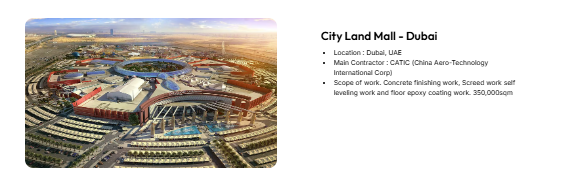 City Land Mall - Dubai
• Location : Dubai, UAE
• Main Contractor : CATIC (China Aero-Technology
International Corp)
• Scope of work. Concrete finishing work, Screed work self
leveling work and floor epoxy coating work. 350,000sqm